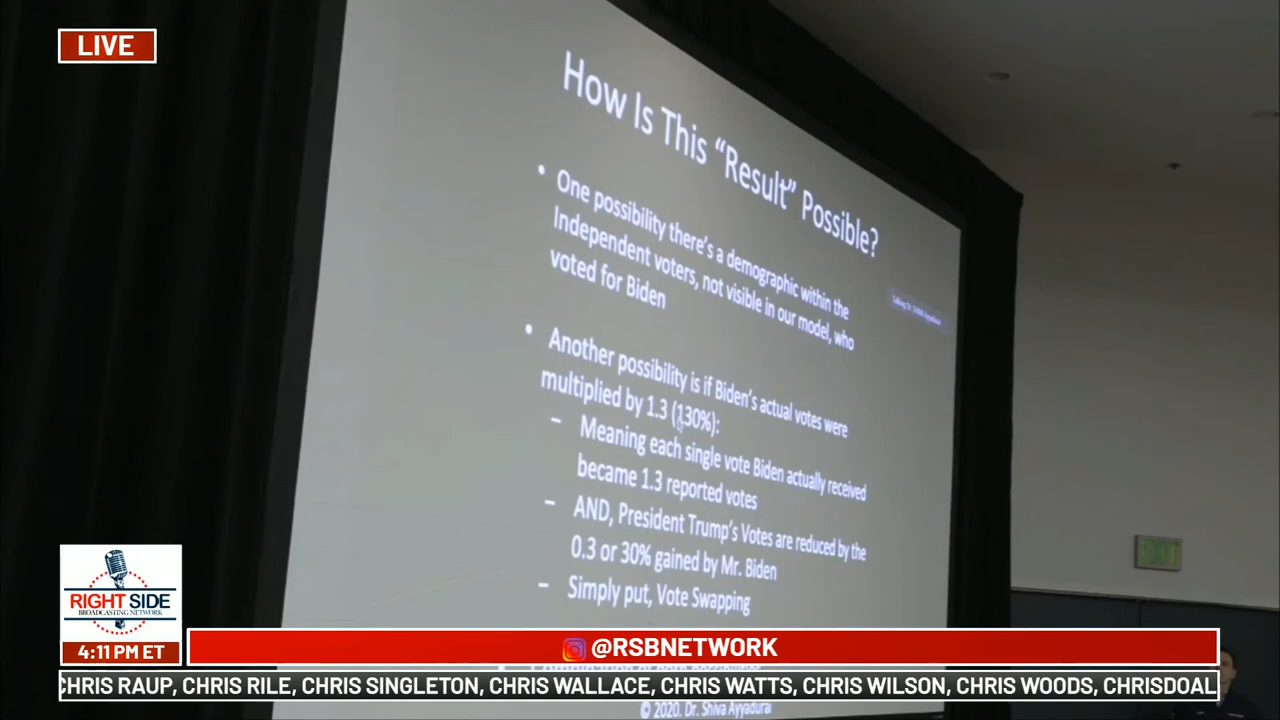 LIVE
How Is This “Result” Possible?
• One possibility there's a demographic within the
Independent voters, not visible in our model, who
voted for Biden
• Another possibility is if Biden's actual votes were
multiplied by 1.3 (130%):
– Meaning each single vote Biden actually received
became 1.3 reported votes
– AND, President Trump's Votes are reduced by the
0.3 or 30% gained by Mr. Biden
– Simply put, Vote Swapping
EXIT
RIGHT SIDE
BROADCASTING NETWORK
4:11 PM ET
@RSBNETWORK
CHRIS RAUP, CHRIS RILE, CHRIS SINGLETON, CHRIS WALLACE, CHRIS WATTS, CHRIS WILSON, CHRIS WOODS, CHRISDOAL
© 2020. Dr. Shiva Ayyadurai